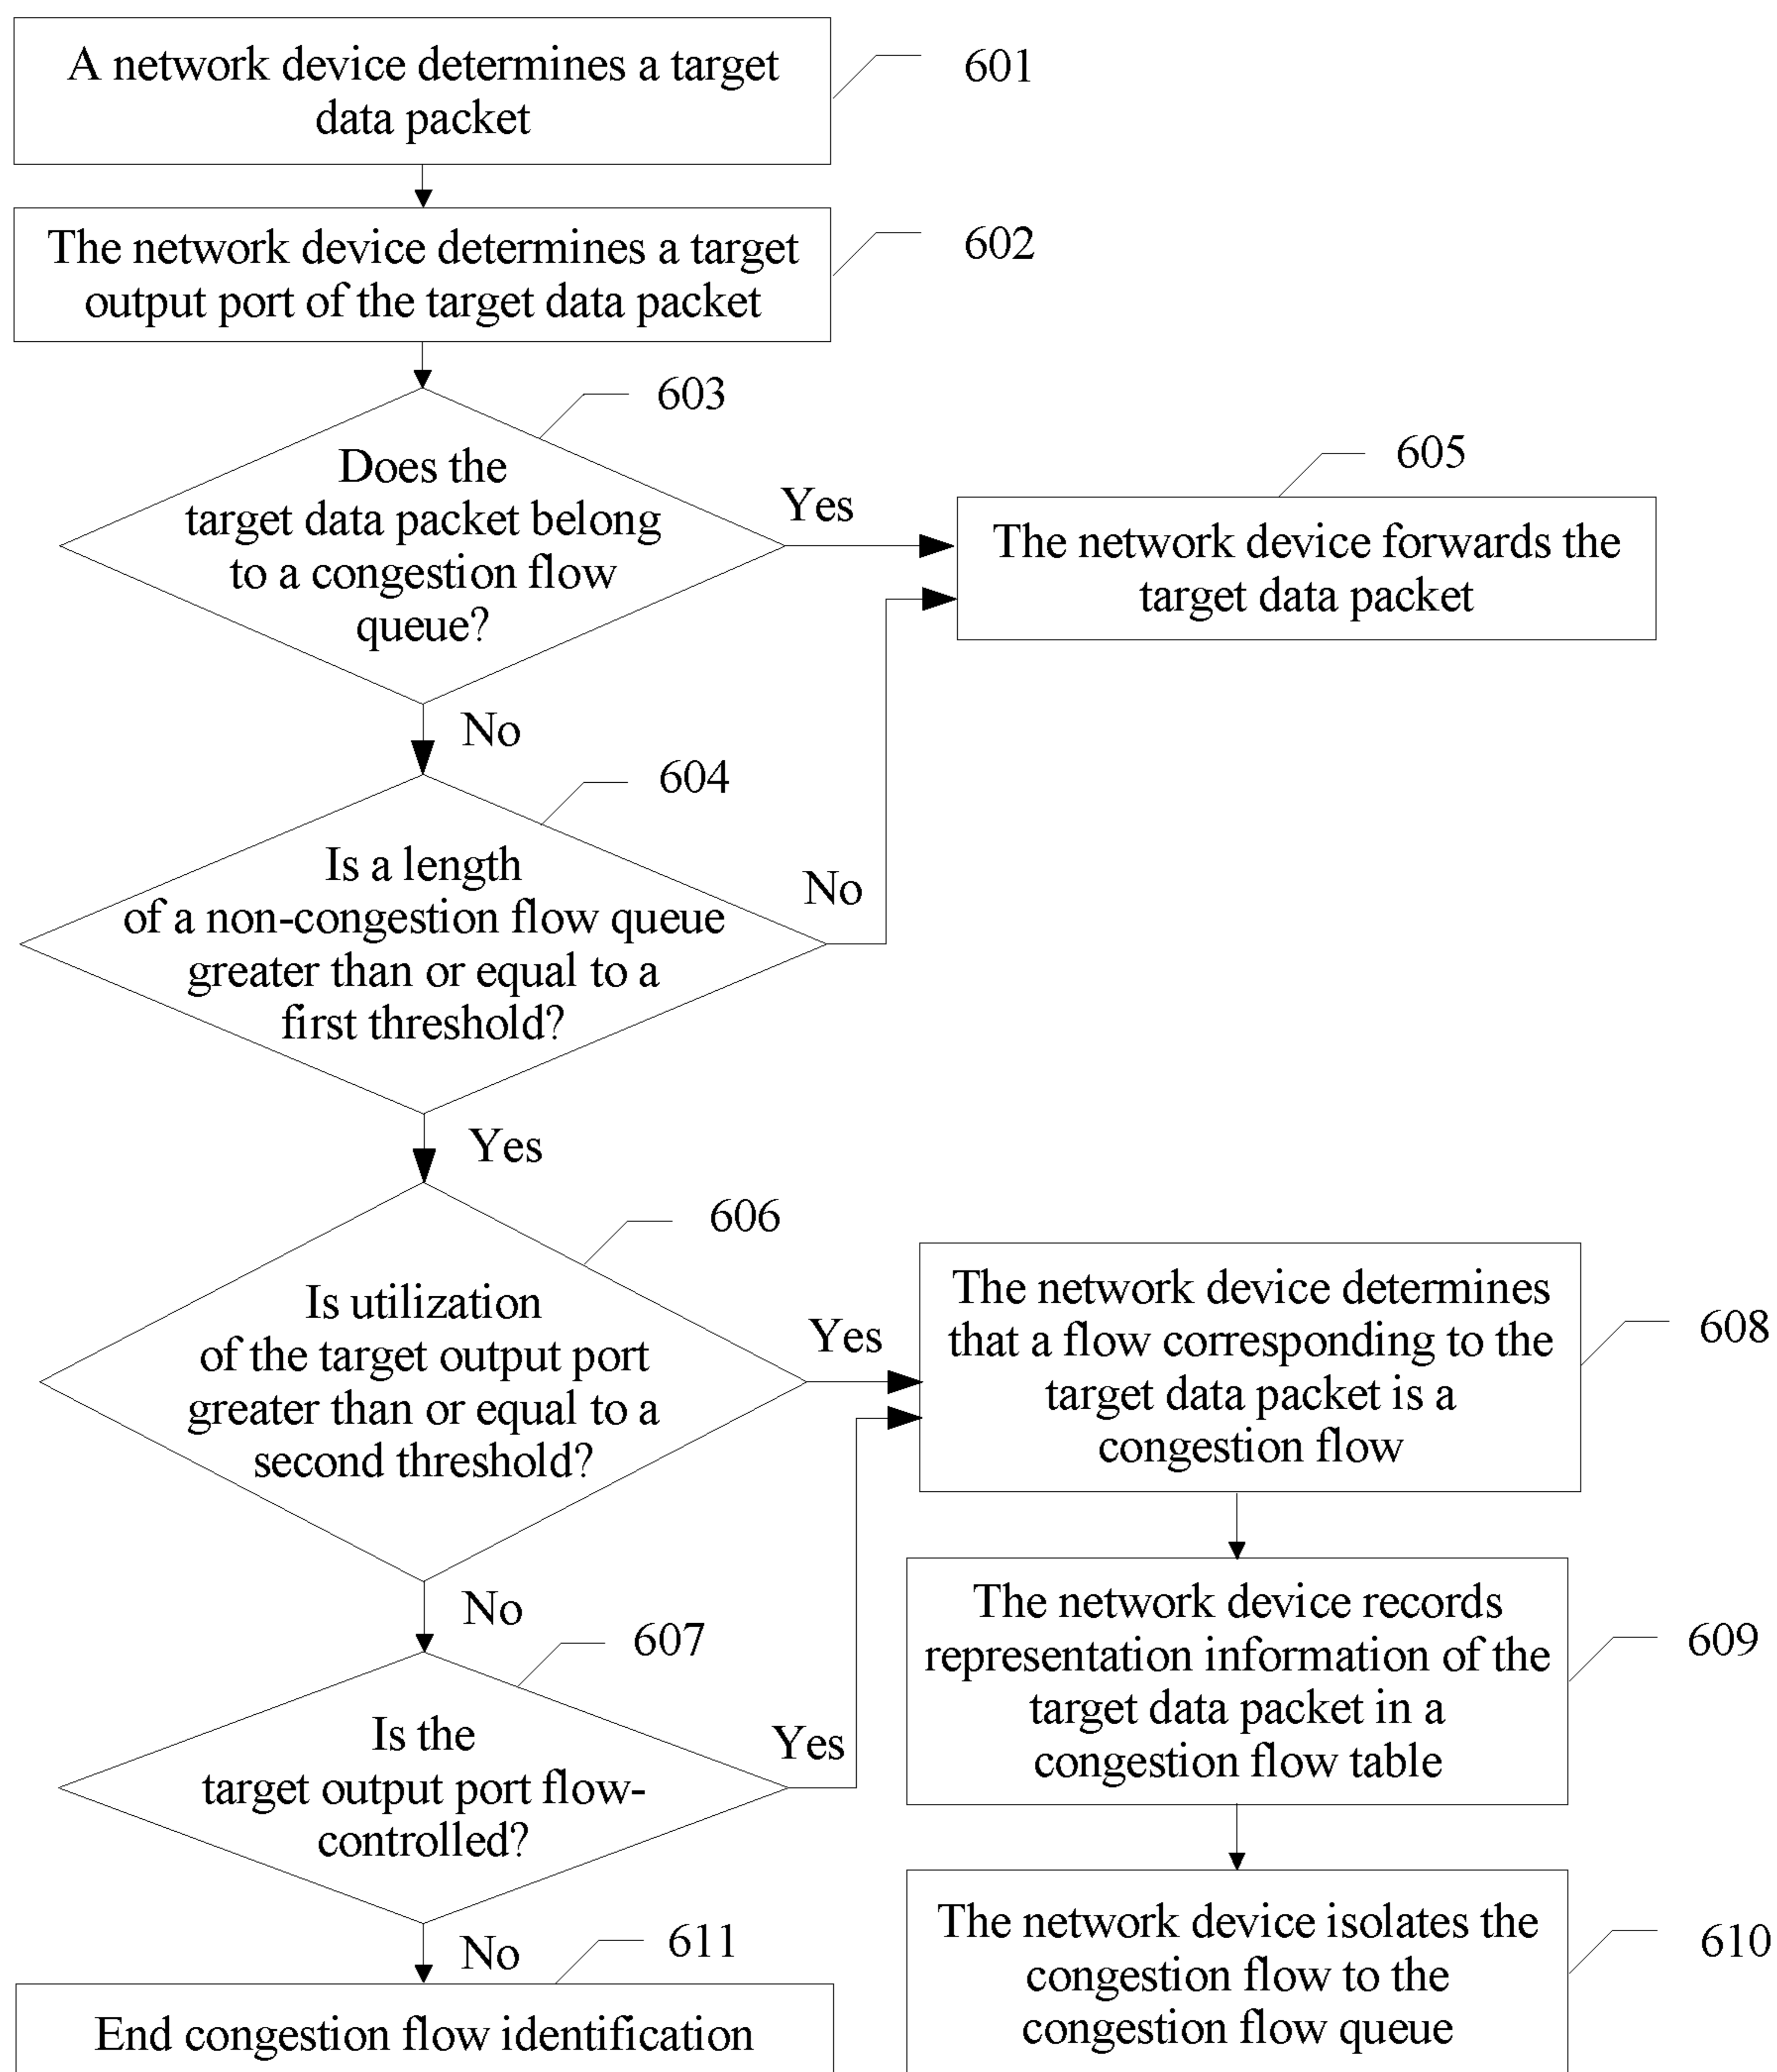 A network device determines a target
data packet
601
The network device determines a target
output port of the target data packet
602
603
Does the
target data packet belong
to a congestion flow
queue?
Yes
605
The network device forwards the
target data packet
No
604
Is a length
of a non-congestion flow queue
greater than or equal to a
first threshold?
No
Yes
606
Is utilization
of the target output port
greater than or equal to a
second threshold?
Yes
The network device determines
that a flow corresponding to the
target data packet is a
congestion flow
608
No
607
Is the
target output port flow-
controlled?
Yes
The network device records
representation information of the
target data packet in a
congestion flow table
609
No
611
End congestion flow identification
The network device isolates the
congestion flow to the
congestion flow queue
610